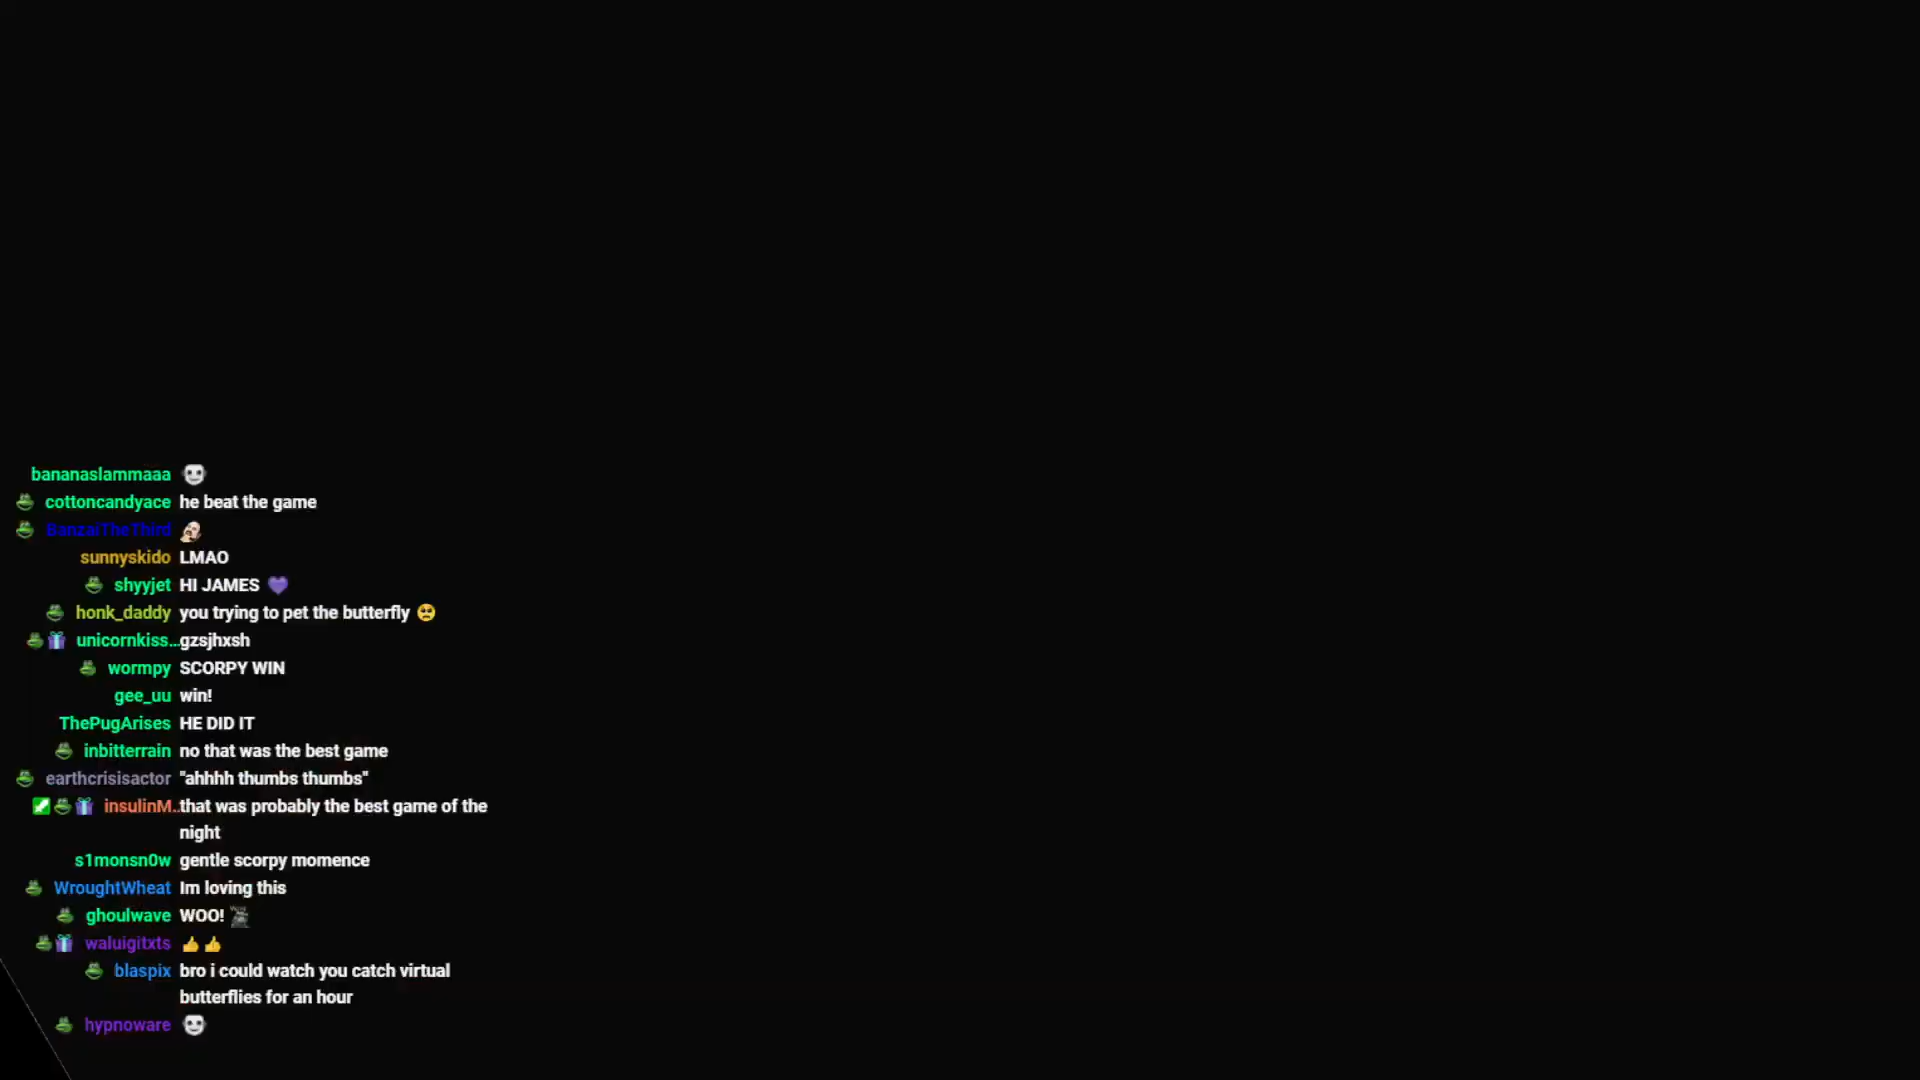 bananaslammaaa
cottoncandyace he beat the game
BanzaiTheThird
sunnyskido LMAO
shyyjet HI JAMES 💜
honk_daddy you trying to pet the butterfly 🥺
unicornkiss...gzsjhxsh
wormpy SCORPY WIN
gee_uu win!
ThePugArises HE DID IT
inbitterrain no that was the best game
earthcrisisactor "ahhhh thumbs thumbs"
insulinM..that was probably the best game of the
night
s1monsn0w gentle scorpy momence
WroughtWheat Im loving this
ghoulwave WOO!
waluigitxts 👍👍
blaspix bro i could watch you catch virtual
butterflies for an hour
hypnoware